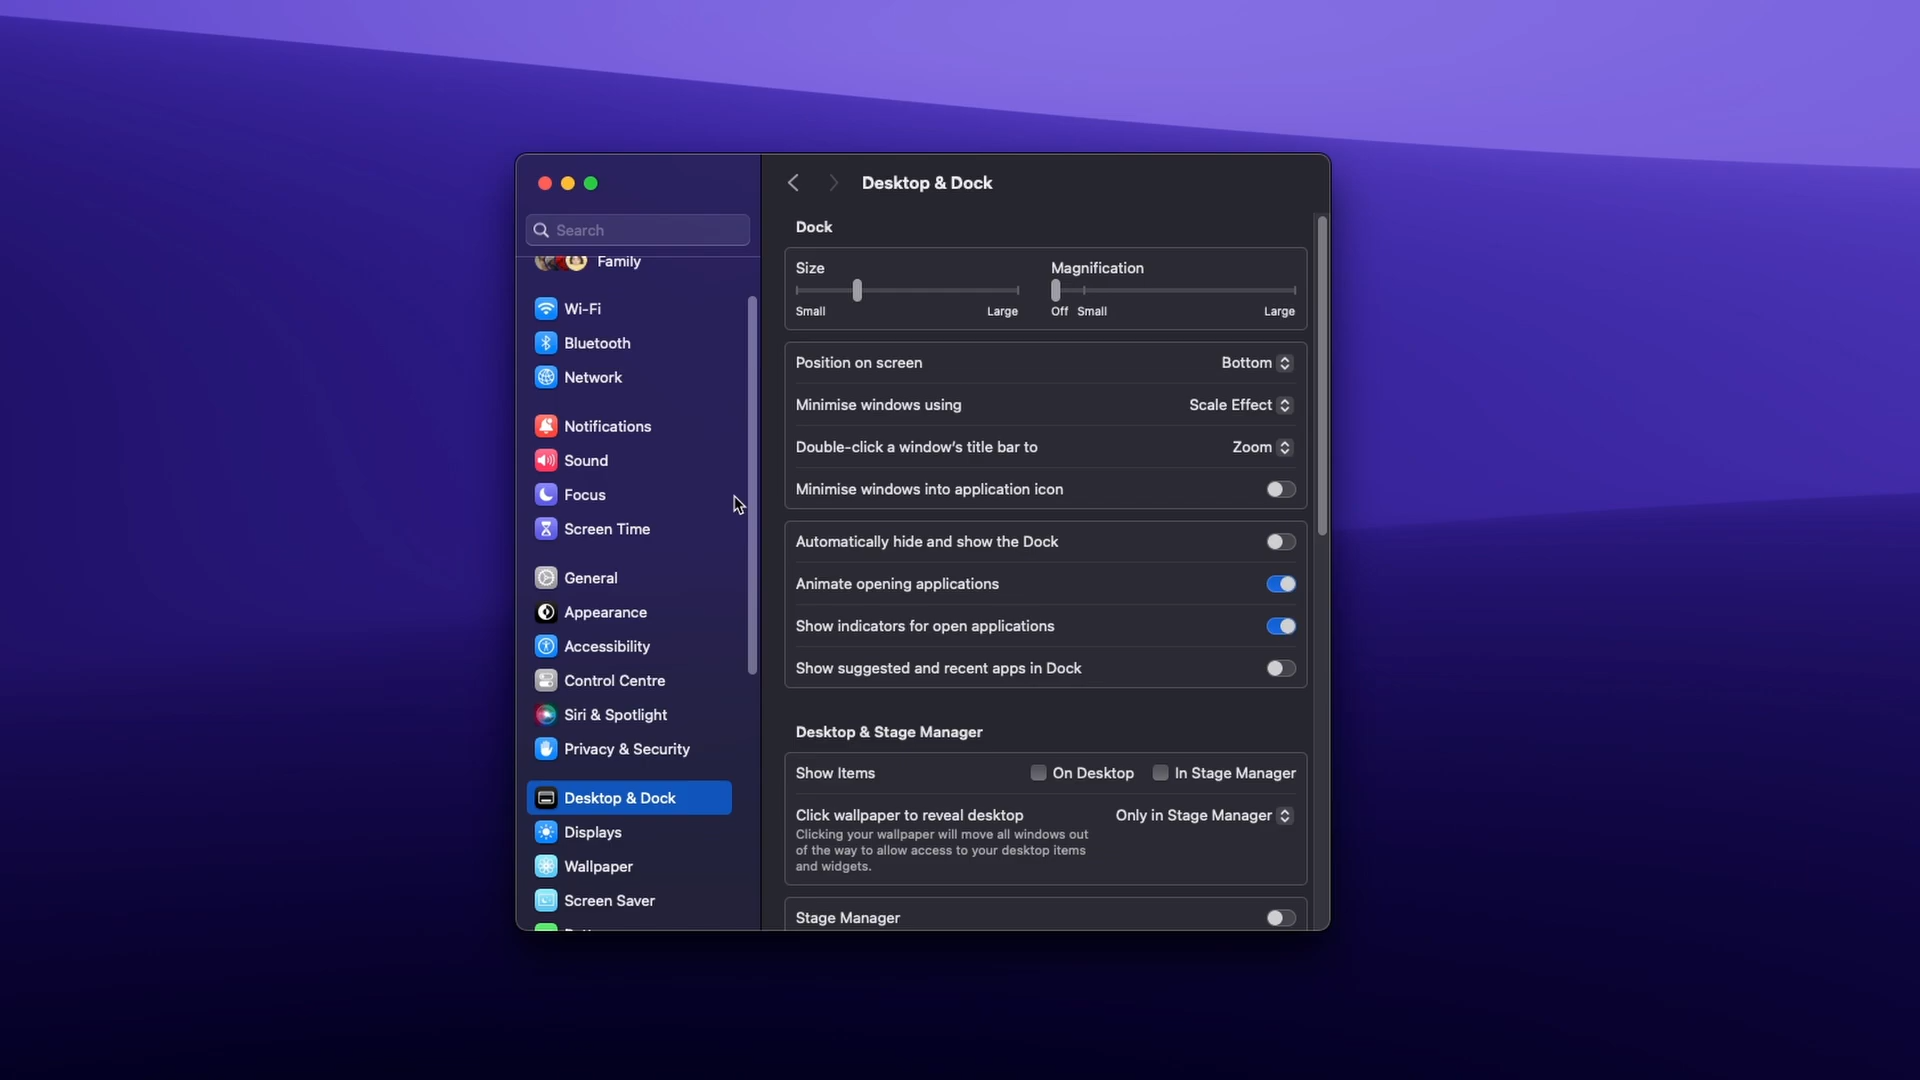 Desktop & Dock
Search
Family
Wi-Fi
Bluetooth
Network
Notifications
Sound
Focus
Screen Time
General
Appearance
Accessibility
Control Centre
Siri & Spotlight
Privacy & Security
Desktop & Dock
Displays
Wallpaper
Screen Saver
Dock
Size
Magnification
Small
Large
Off
Small
Large
Position on screen
Bottom
Minimise windows using
Scale Effect
Double-click a window's title bar to
Zoom
Minimise windows into application icon
Automatically hide and show the Dock
Animate opening applications
Show indicators for open applications
Show suggested and recent apps in Dock
Desktop & Stage Manager
Show Items
On Desktop
In Stage Manager
Click wallpaper to reveal desktop
Only in Stage Manager
Clicking your wallpaper will move all windows out
of the way to allow access to your desktop items
and widgets.
Stage Manager